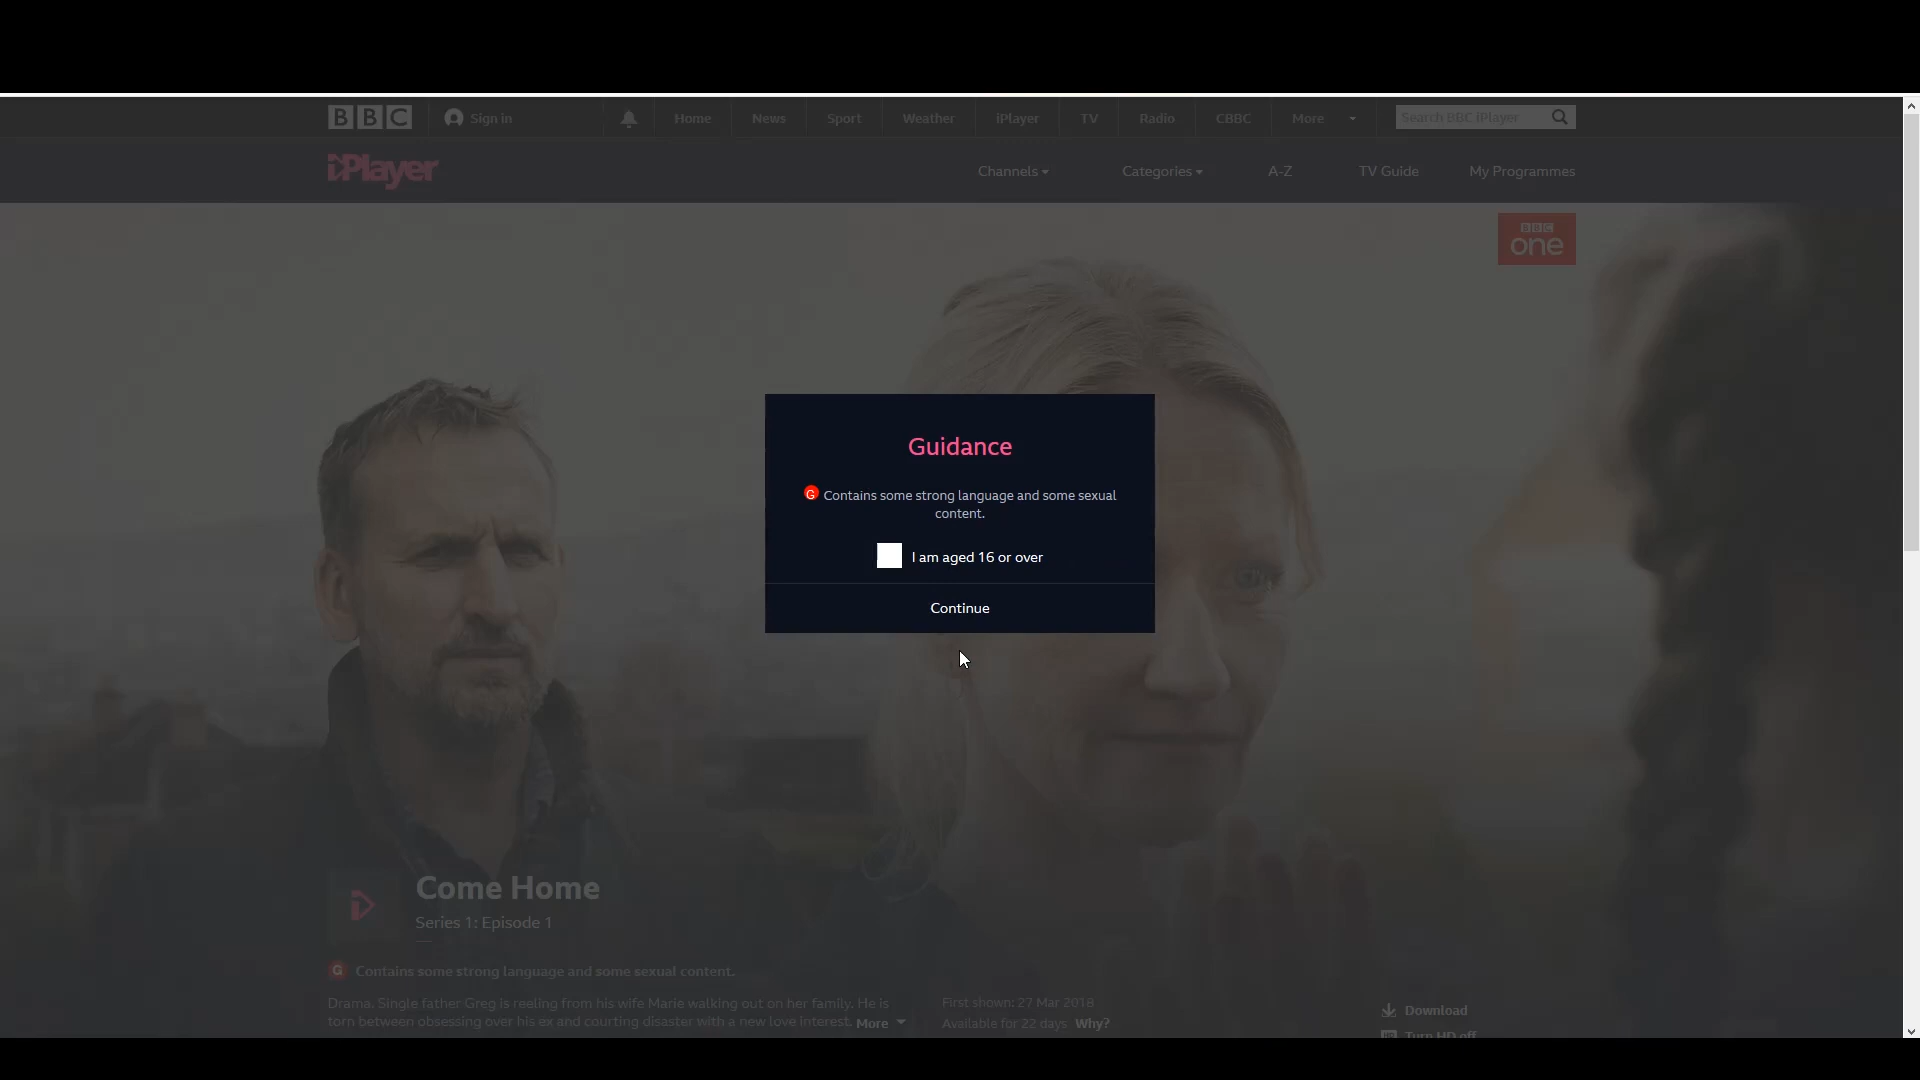 BBC
Sign in
Home
News
Sport
Weather
iPlayer
TV
Radio
CBBC
More
Search BBC iPlayer
iPlayer
Channels
Categories
A-Z
TV Guide
My Programmes
BBC
one
Guidance
G Contains some strong language and some sexual
content.
I am aged 16 or over
Continue
Come Home
Series 1: Episode 1
G Contains some strong language and some sexual content.
Drama. Single father Greg is reeling from his wife Marie walking out on her family. He is
torn between obsessing over his ex and courting disaster with a new love interest. More
First shown: 27 Mar 2018
Available for 22 days Why?
Download
Turn HD off